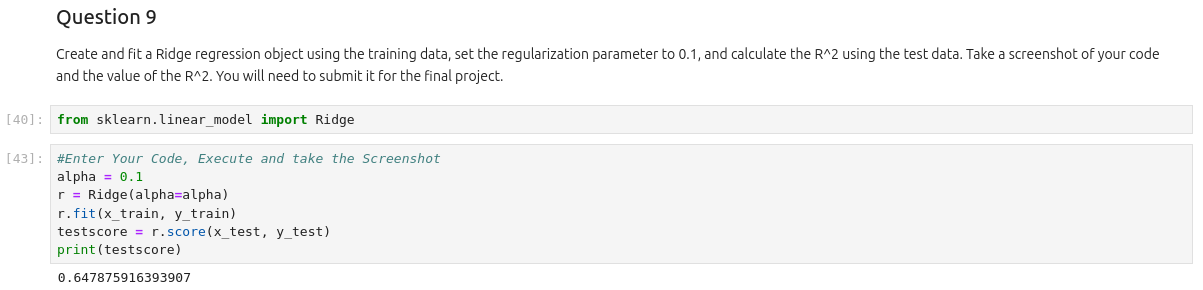 Question 9
Create and fit a Ridge regression object using the training data, set the regularization parameter to 0.1, and calculate the R^2 using the test data. Take a screenshot of your code
and the value of the R^2. You will need to submit it for the final project.
[40]: from sklearn.linear_model import Ridge
[43]: #Enter Your Code, Execute and take the Screenshot
alpha = 0.1
r = Ridge(alpha=alpha)
r.fit(x_train, y_train)
testscore = r.score(x_test, y_test)
print(testscore)
0.647875916393907